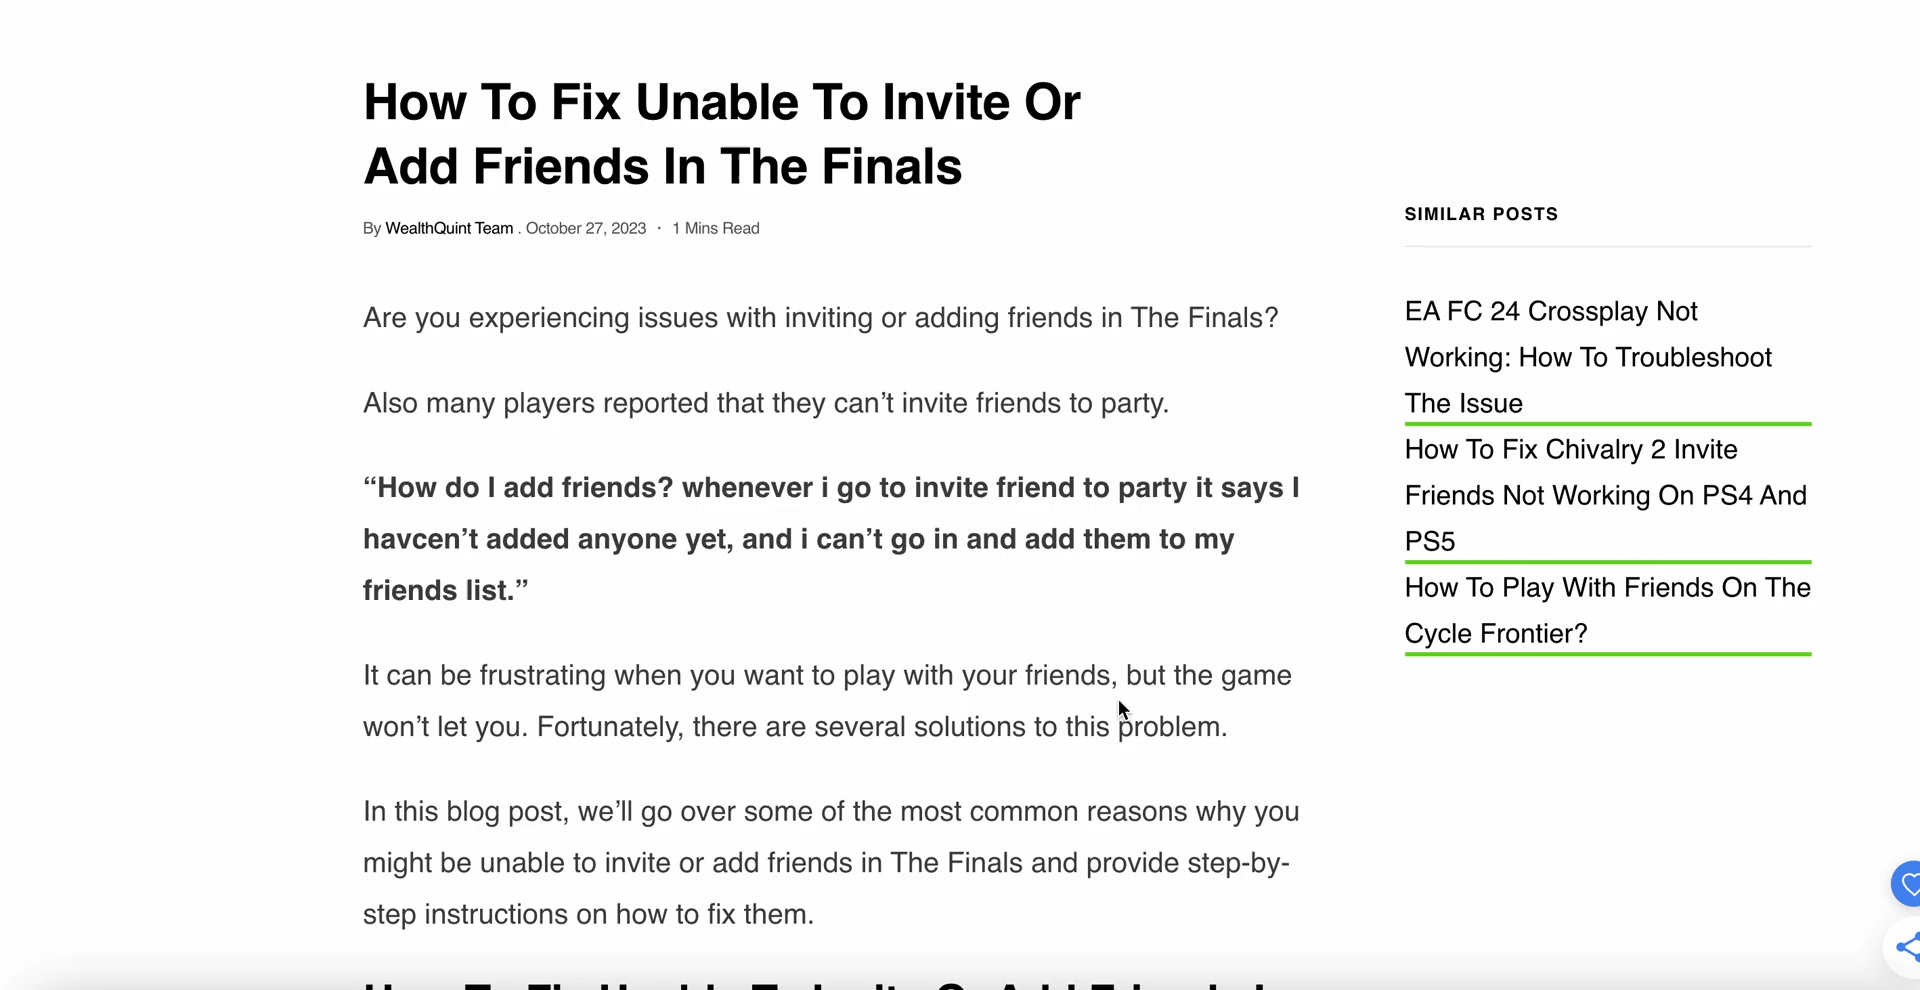 How To Fix Unable To Invite Or
Add Friends In The Finals
By WealthQuint Team . October 27, 2023 · 1 Mins Read
Are you experiencing issues with inviting or adding friends in The Finals?
Also many players reported that they can’t invite friends to party.
“How do I add friends? whenever i go to invite friend to party it says I
havcen’t added anyone yet, and i can’t go in and add them to my
friends list.”
It can be frustrating when you want to play with your friends, but the game
won’t let you. Fortunately, there are several solutions to this problem.
In this blog post, we’ll go over some of the most common reasons why you
might be unable to invite or add friends in The Finals and provide step-by-
step instructions on how to fix them.
SIMILAR POSTS
EA FC 24 Crossplay Not
Working: How To Troubleshoot
The Issue
How To Fix Chivalry 2 Invite
Friends Not Working On PS4 And
PS5
How To Play With Friends On The
Cycle Frontier?